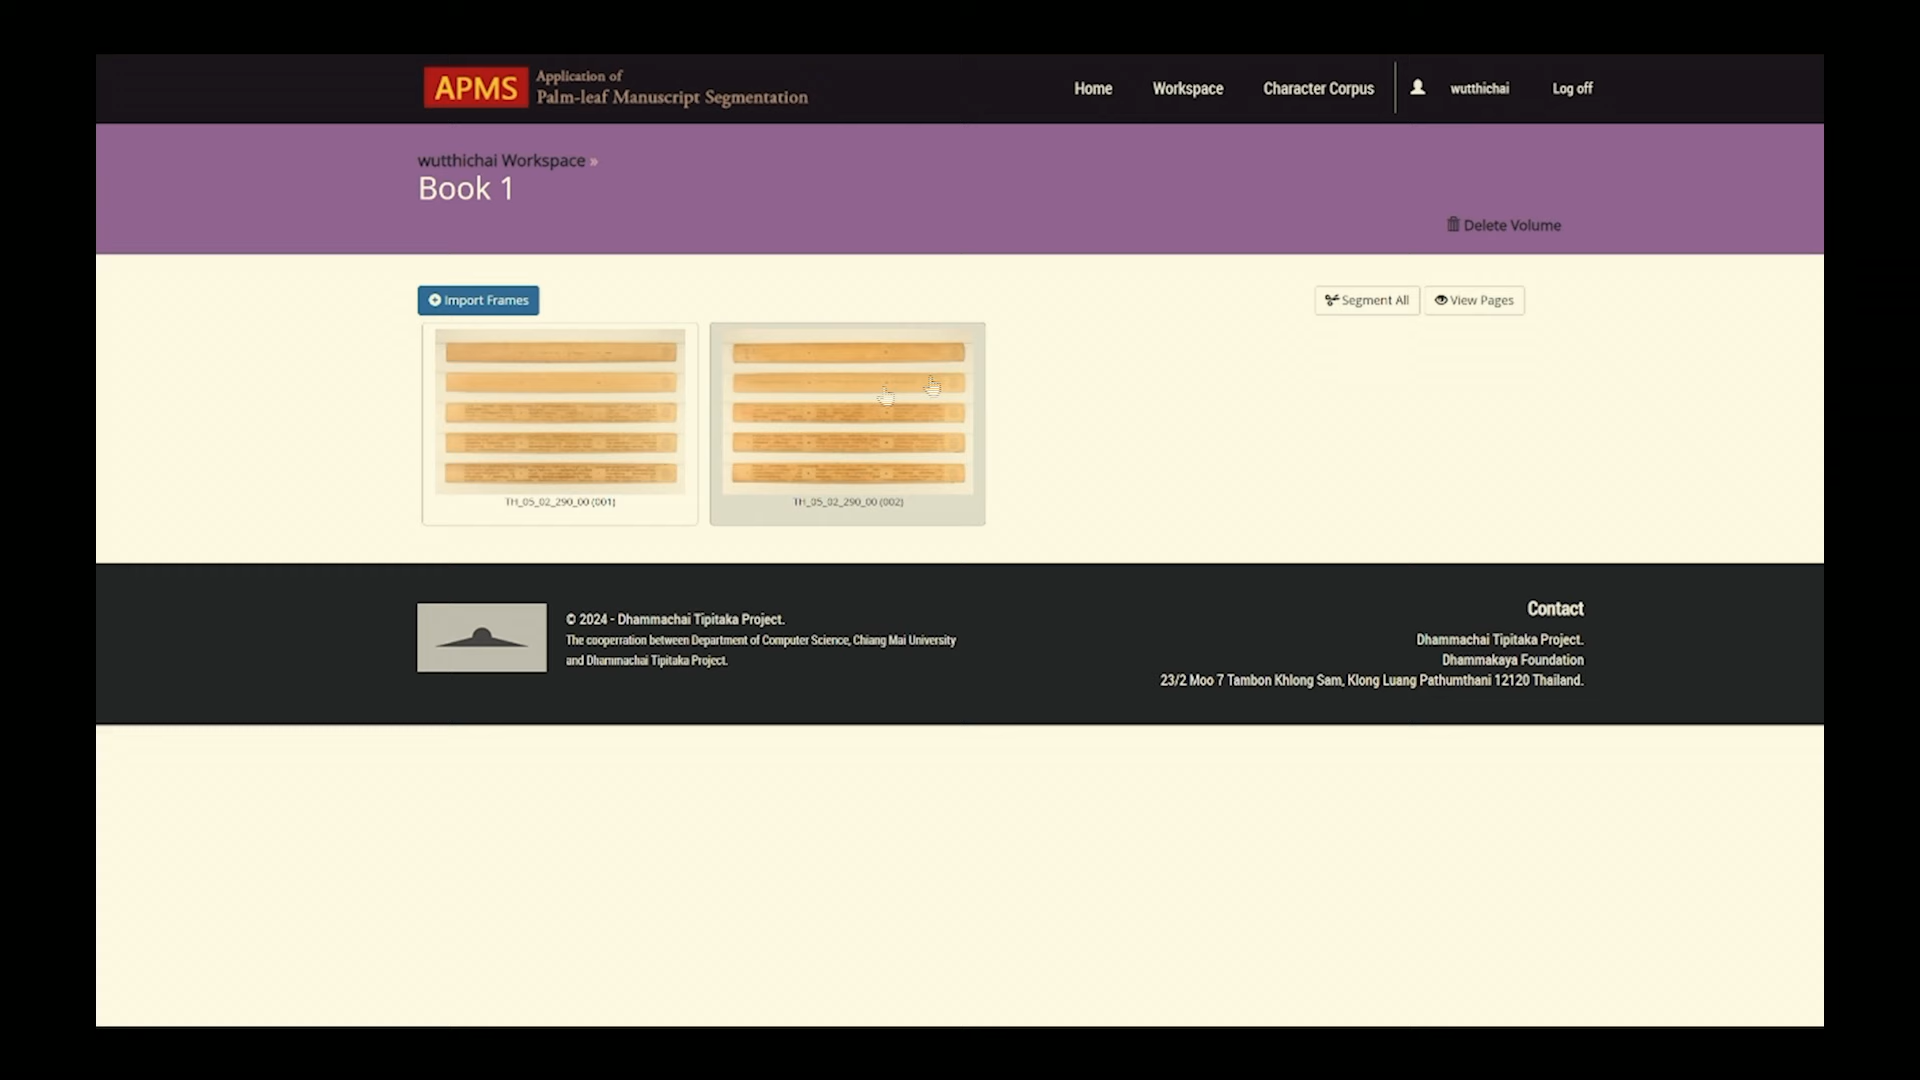 APMS
Application of
Palm-leaf Manuscript Segmentation
Home
Workspace
Character Corpus
wutthichai
Log off
wutthichai Workspace »
Book 1
Delete Volume
Import Frames
Segment All
View Pages
TH_05_02_290_00 (001)
TH_05_02_290_00 (002)
© 2024 - Dhammachai Tipitaka Project.
The cooperration between Department of Computer Science, Chiang Mai University
and Dhammachai Tipitaka Project.
Contact
Dhammachai Tipitaka Project.
Dhammakaya Foundation
23/2 Moo 7 Tambon Khlong Sam, Klong Luang Pathumthani 12120 Thailand.